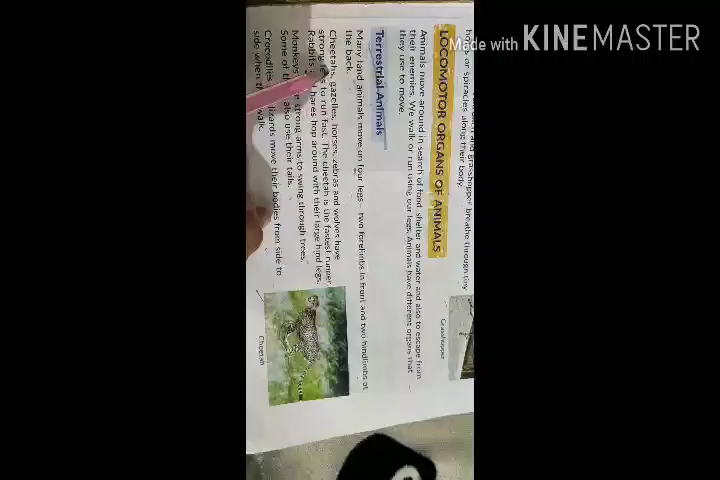 Made with KINEMASTER
and Grasshopper breathe through tiny
or spiracles along their body.
Grasshopper
LOCOMOTOR ORGANS OF ANIMALS
Animals move around in search of food, shelter and water and also to escape from
their enemies. We walk or run using our legs. Animals have different organs that
they use to move.
Terrestrial Animals
Many land animals move on four legs – two forelimbs in front and two hindlimbs at
the back.
Cheetahs, gazelles, horses, zebras and wolves have
strong to run fast. The cheetah is the fastest runner.
Rabbits hares hop around with their large hind legs.
Monkeys strong arms to swing through trees.
Some of also use their tails.
Crocodiles lizards move their bodies from side to
side when walk.
Cheetah